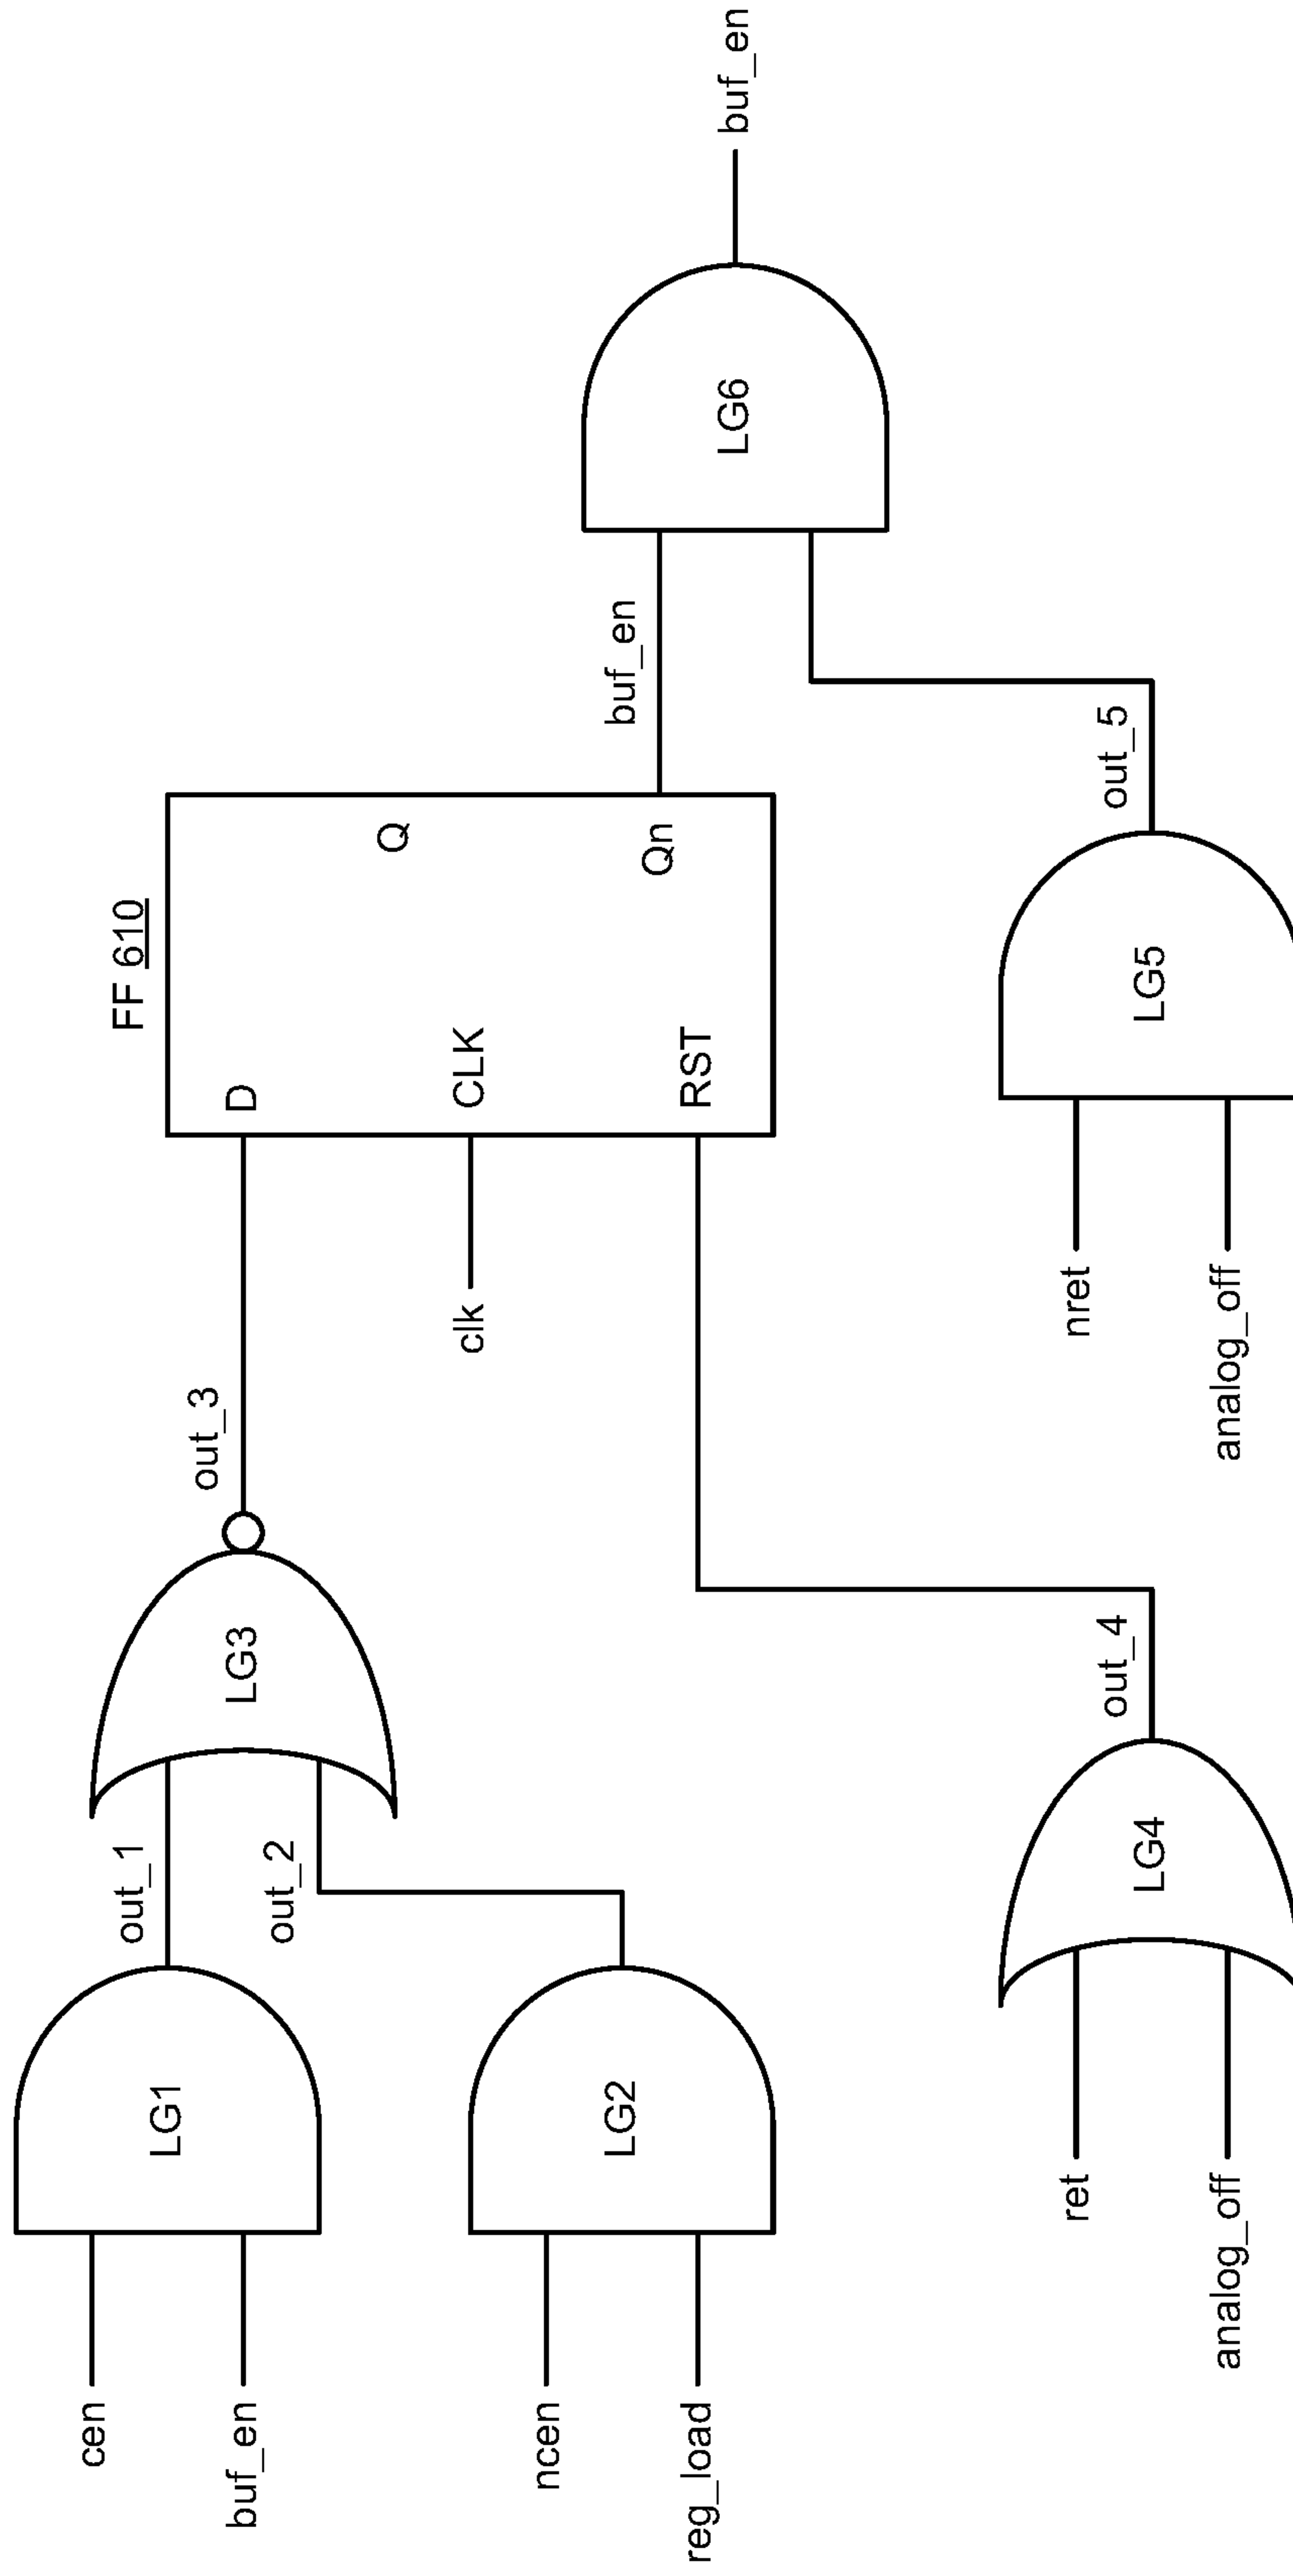 cen
buf_en
LG1
out_1
ncen
reg_load
LG2
out_2
LG3
out_3
FF 610
D
Q
CLK
clk
RST
Qn
buf_en
LG6
buf_en
ret
analog_off
LG4
out_4
nret
analog_off
LG5
out_5